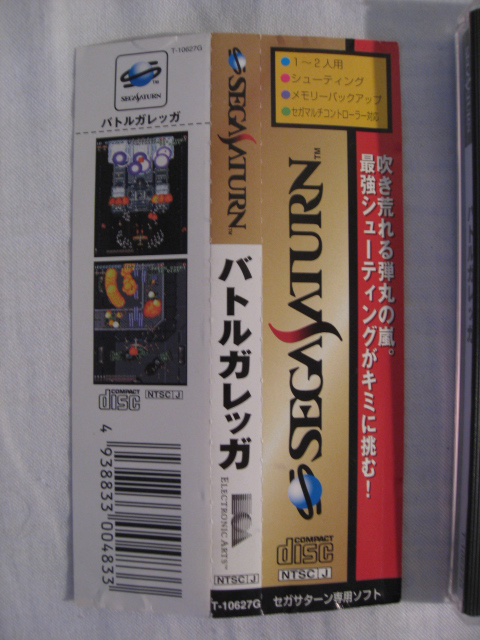 T-10627G
SEGA SATURN
TM
バトルガレッガ
COMPACT
disc
NTSC J
4 938833 004833
SEGA SATURN
TM
バトルガレッガ
ELECTRONIC ARTS™
NTSC J
T-10627G
1～2人用
シューティング
メモリーバックアップ
セガマルチコントローラー対応
SEGA SATURN
TM
COMPACT
disc
NTSC J
セガサターン専用ソフト
吹き荒れる弾丸の嵐。
最強シューティングがキミに挑む！